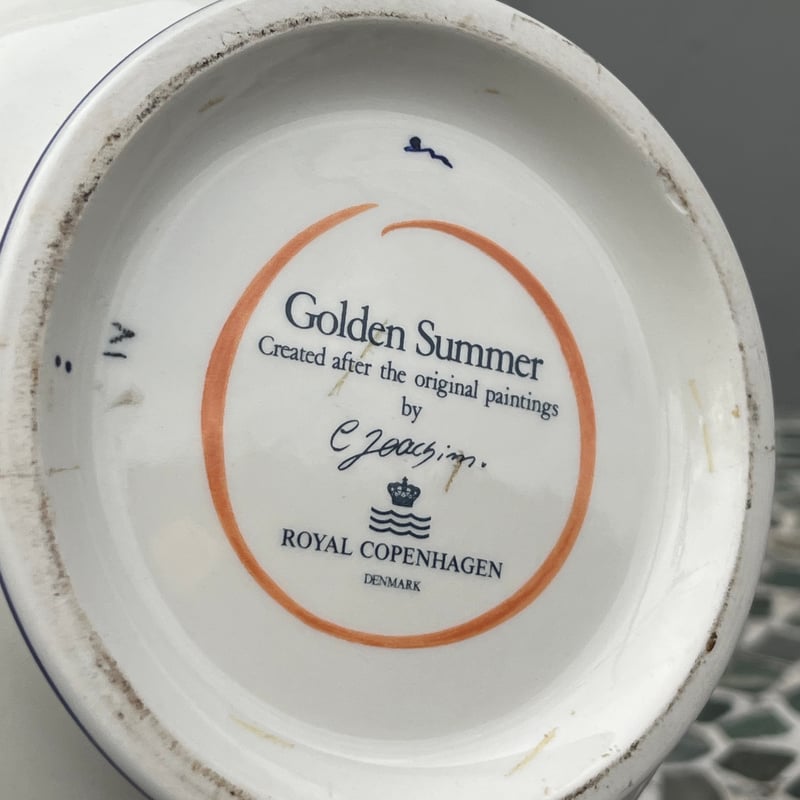 Golden Summer
Created after the original paintings
by
C Joachim.
ROYAL COPENHAGEN
DENMARK